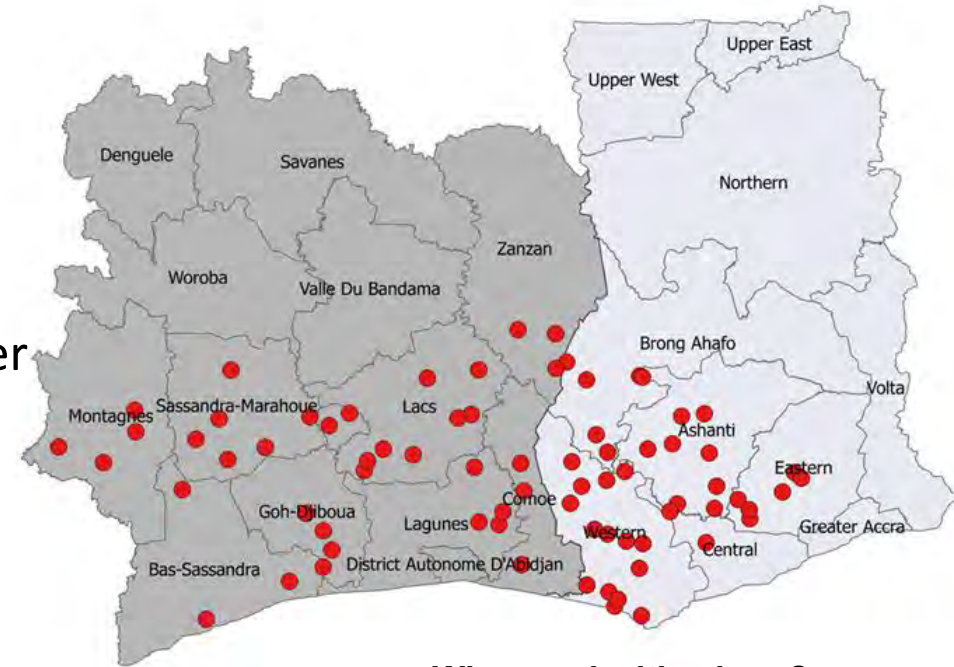 Upper East
Upper West
Denguele
Savanes
Northern
Zanzan
Woroba
Valle Du Bandama
er
Brong Ahafo
Volta
Montagnes
Sassandra-Marahoue
Lacs
Ashanti
Eastern
Comoe
Goh-Djiboua
Lagunes
Greater Accra
Western
Central
Bas-Sassandra
District Autonome D'Abidjan